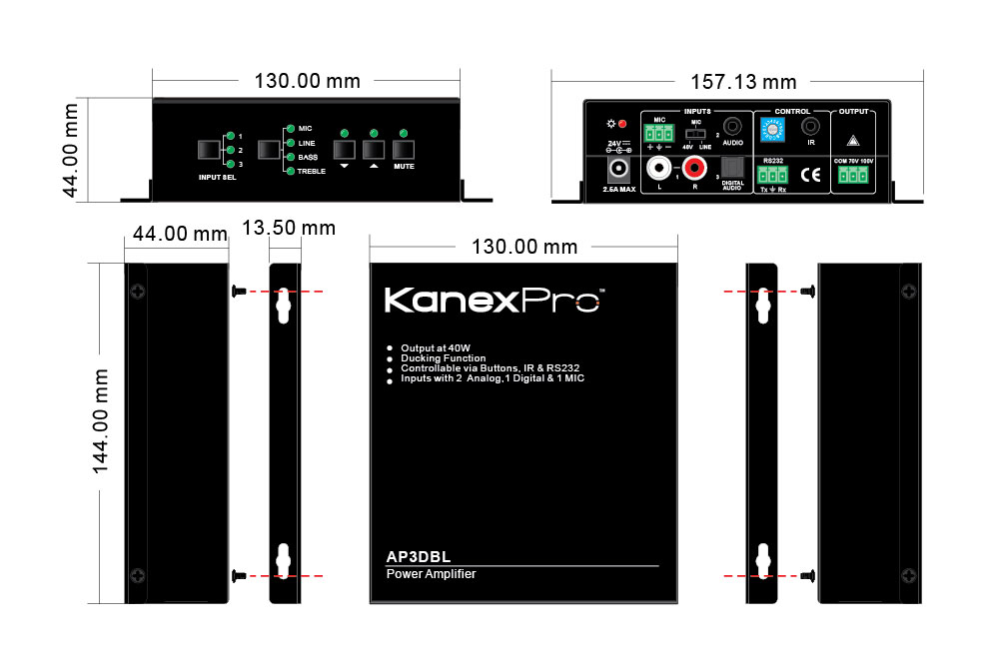 130.00 mm
157.13 mm
44.00 mm
1
2
3
INPUT SEL
MIC
LINE
BASS
TREBLE
MUTE
INPUTS
CONTROL
OUTPUT
MIC
MIC
48V LINE
2
AUDIO
IR
24V
+ -
2.5A MAX
L
1
R
3
DIGITAL
AUDIO
RS232
Tx Rx
CE
COM 70V 100V
44.00 mm
13.50 mm
130.00 mm
144.00 mm
KanexPro™
• Output at 40W
• Ducking Function
• Controllable via Buttons, IR & RS232
• Inputs with 2 Analog,1 Digital & 1 MIC
AP3DBL
Power Amplifier